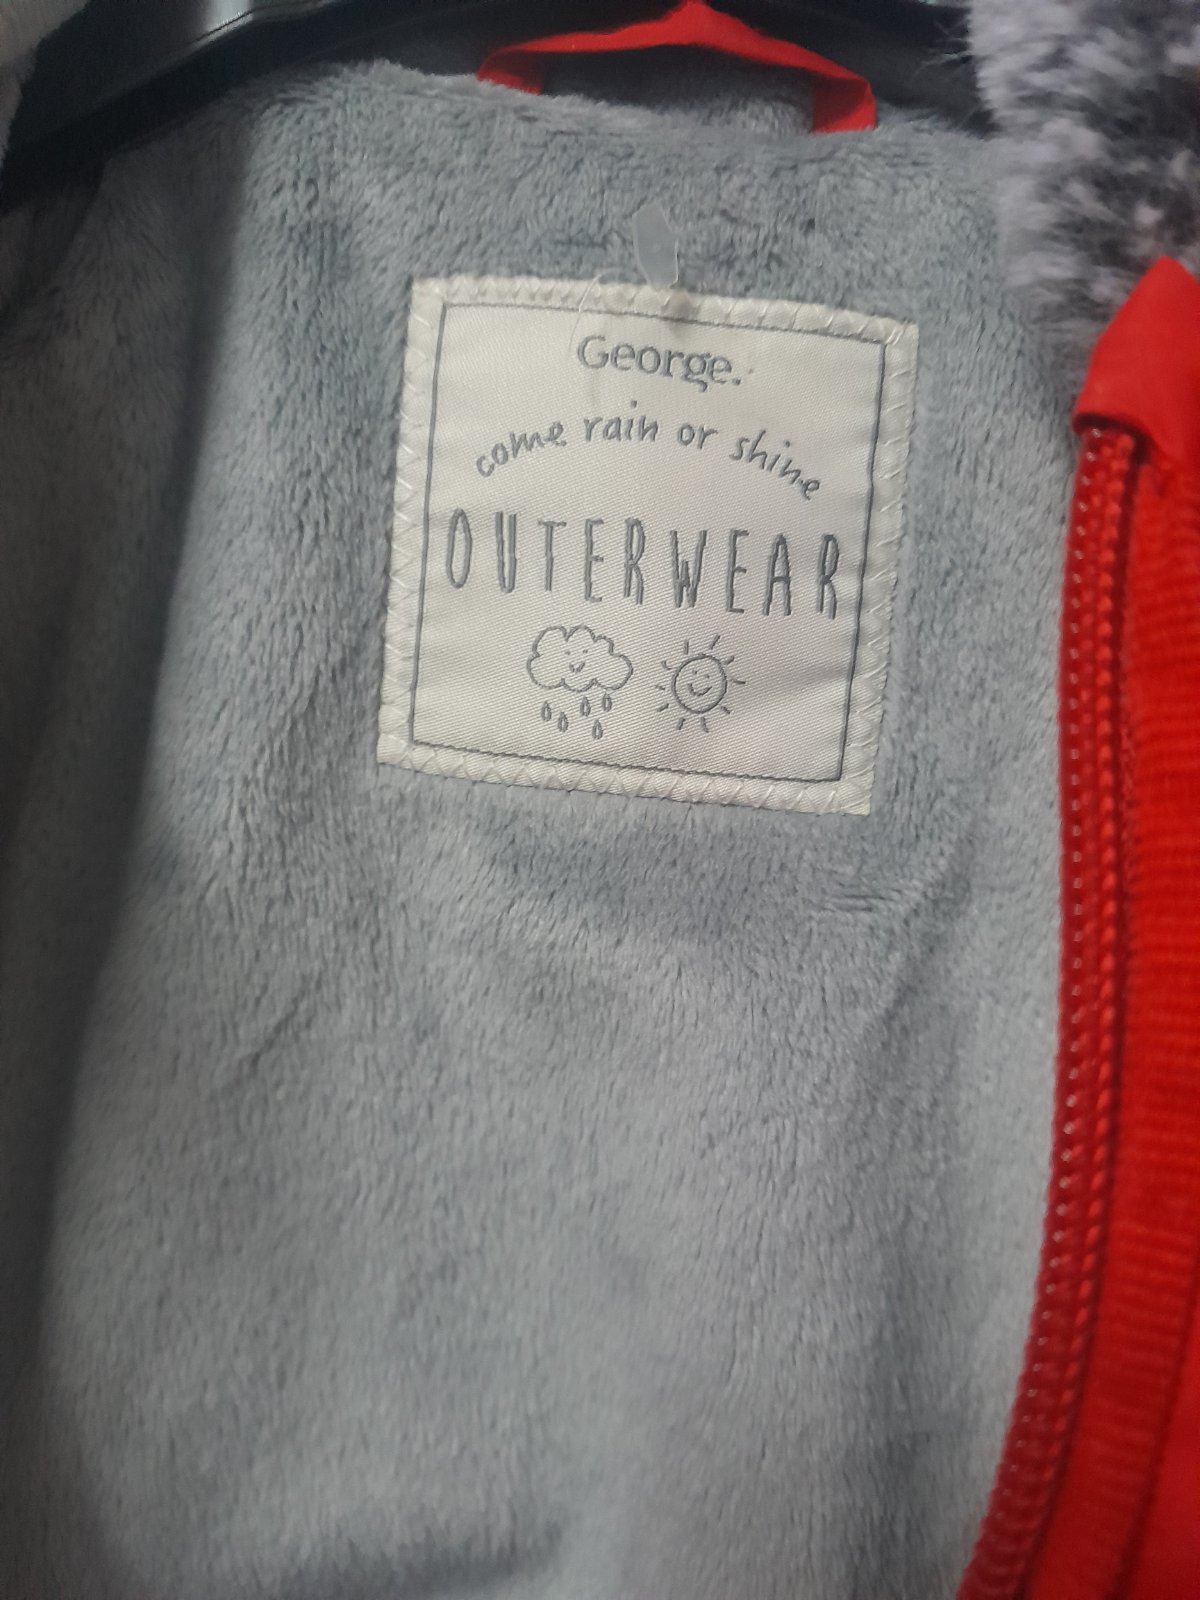 George.
come rain or shine
OUTERWEAR